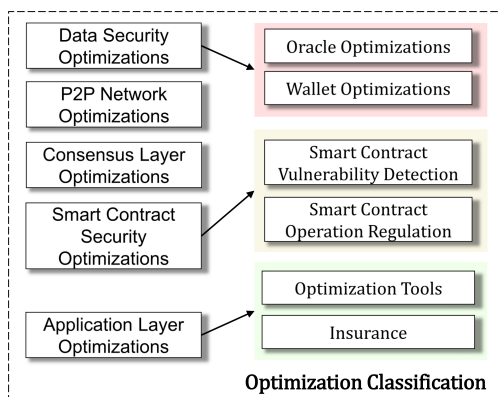 Data Security
Optimizations
P2P Network
Optimizations
Consensus Layer
Optimizations
Smart Contract
Security
Optimizations
Application Layer
Optimizations
Oracle Optimizations
Wallet Optimizations
Smart Contract
Vulnerability Detection
Smart Contract
Operation Regulation
Optimization Tools
Insurance
Optimization Classification